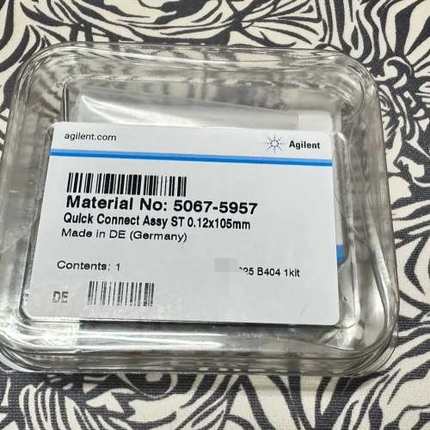 agilent.com
Agilent
Material No: 5067-5957
Quick Connect Assy ST 0.12x105mm
Made in DE (Germany)
Contents: 1
B404 1kit
DE